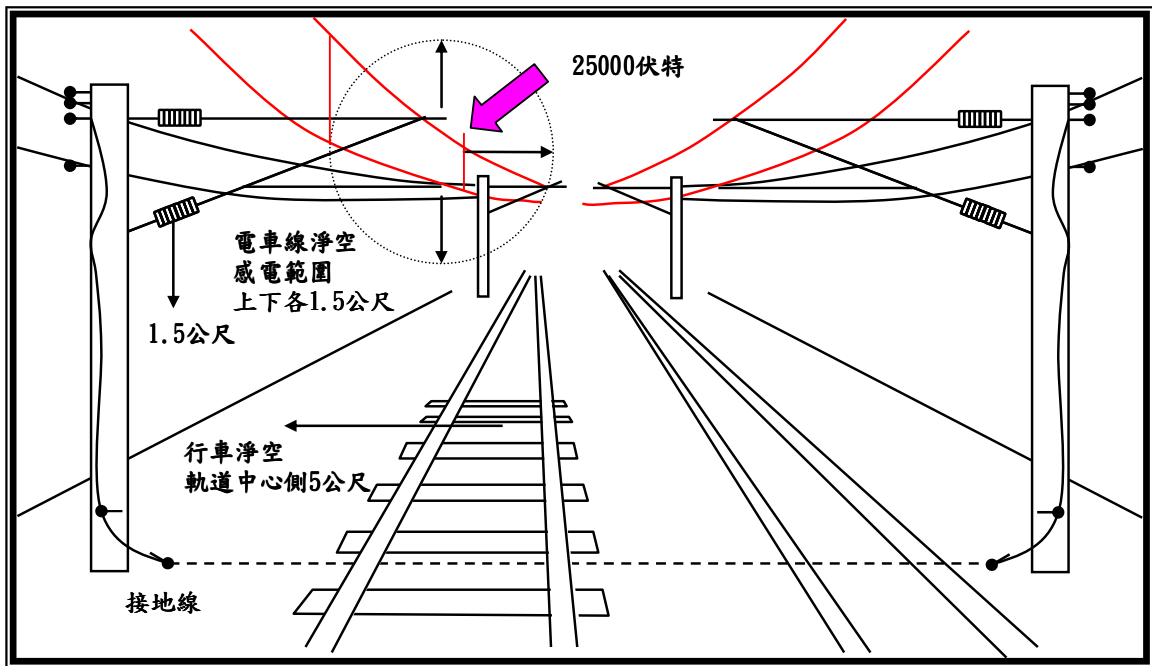 25000伏特
電車線淨空
感電範圍
上下各1.5公尺
1.5公尺
行車淨空
軌道中心側5公尺
接地線